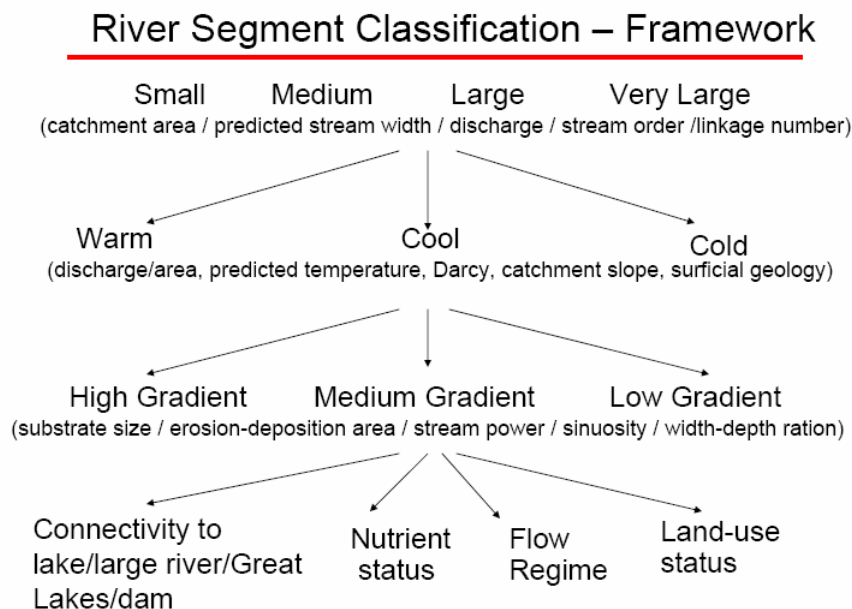 River Segment Classification – Framework
Small Medium Large Very Large
(catchment area / predicted stream width / discharge / stream order /linkage number)
Warm Cool Cold
(discharge/area, predicted temperature, Darcy, catchment slope, surficial geology)
High Gradient Medium Gradient Low Gradient
(substrate size / erosion-deposition area / stream power / sinuosity / width-depth ration)
Connectivity to
lake/large river/Great
Lakes/dam
Nutrient
status
Flow
Regime
Land-use
status